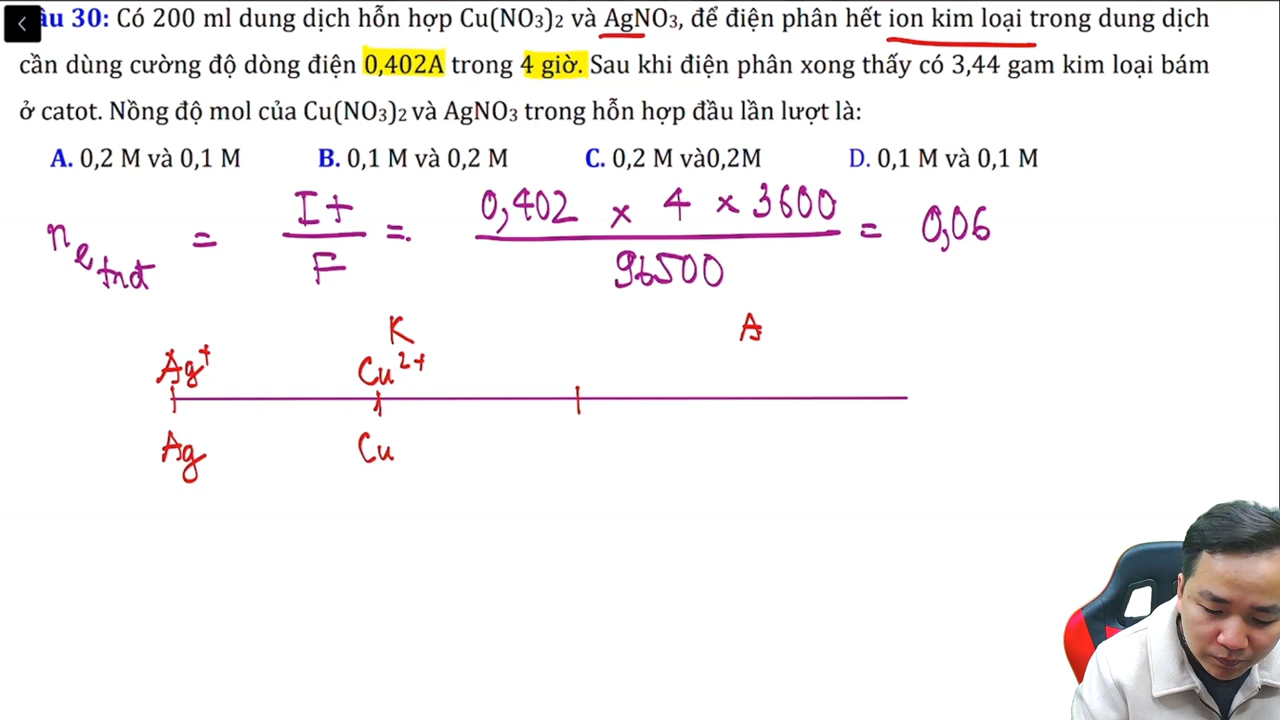 âu 30: Có 200 ml dung dịch hỗn hợp Cu(NO₃)₂ và AgNO₃, để điện phân hết ion kim loại trong dung dịch
cần dùng cường độ dòng điện 0,402A trong 4 giờ. Sau khi điện phân xong thấy có 3,44 gam kim loại bám
ở catot. Nồng độ mol của Cu(NO₃)₂ và AgNO₃ trong hỗn hợp đầu lần lượt là:
A. 0,2 M và 0,1 M B. 0,1 M và 0,2 M C. 0,2 M và0,2M D. 0,1 M và 0,1 M
n e tnđ = It / F = 0,402 x 4 x 3600 / 96500 = 0,06
K A
Ag⁺ Cu²⁺
Ag Cu